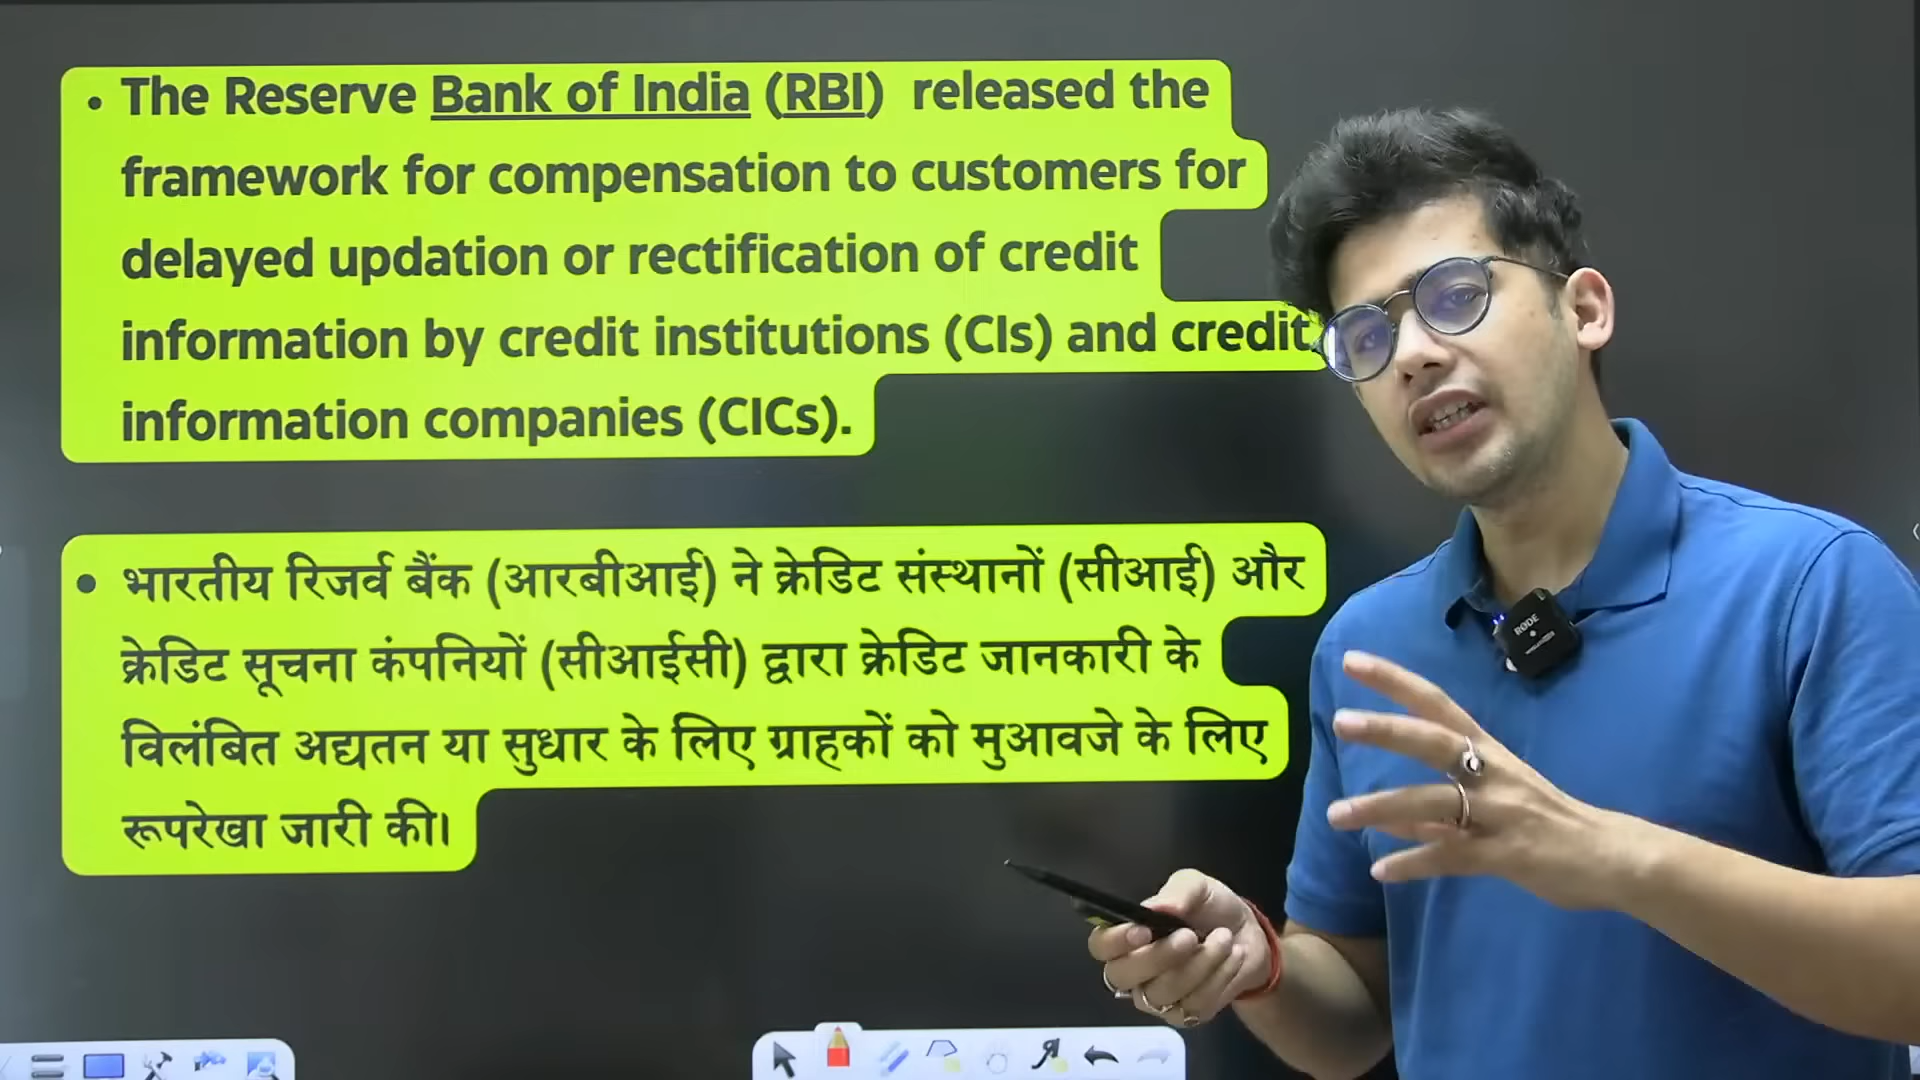 • The Reserve Bank of India (RBI) released the
framework for compensation to customers for
delayed updation or rectification of credit
information by credit institutions (CIs) and credit
information companies (CICs).
• भारतीय रिजर्व बैंक (आरबीआई) ने क्रेडिट संस्थानों (सीआई) और
क्रेडिट सूचना कंपनियों (सीआईसी) द्वारा क्रेडिट जानकारी के
विलंबित अद्यतन या सुधार के लिए ग्राहकों को मुआवजे के लिए
रूपरेखा जारी की।
RØDE